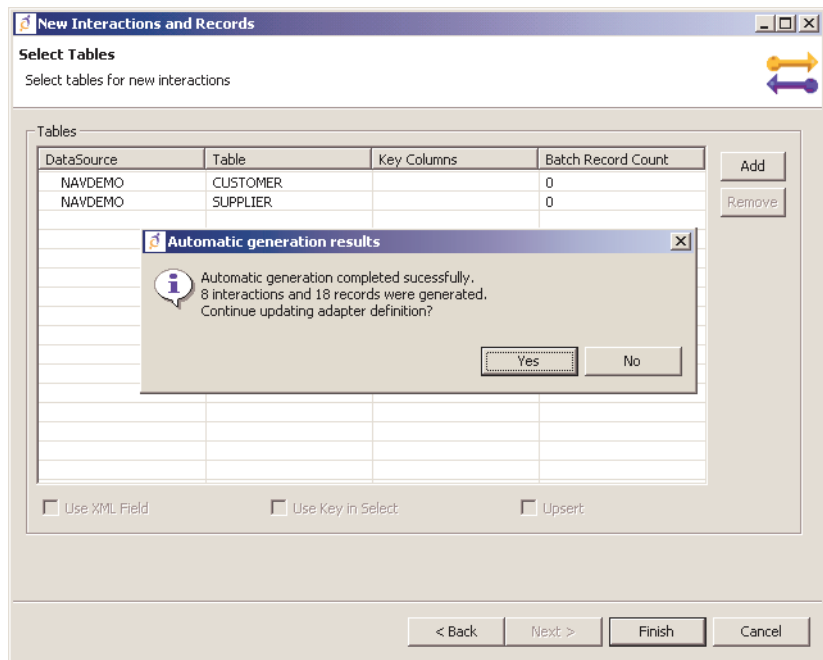 New Interactions and Records
Select Tables
Select tables for new interactions
Tables
DataSource Table Key Columns Batch Record Count
NAVDEMO CUSTOMER 0
NAVDEMO SUPPLIER 0
Add
Remove
Automatic generation results
Automatic generation completed sucessfully.
8 interactions and 18 records were generated.
Continue updating adapter definition?
Yes No
Use XML Field Use Key in Select Upsert
< Back Next > Finish Cancel